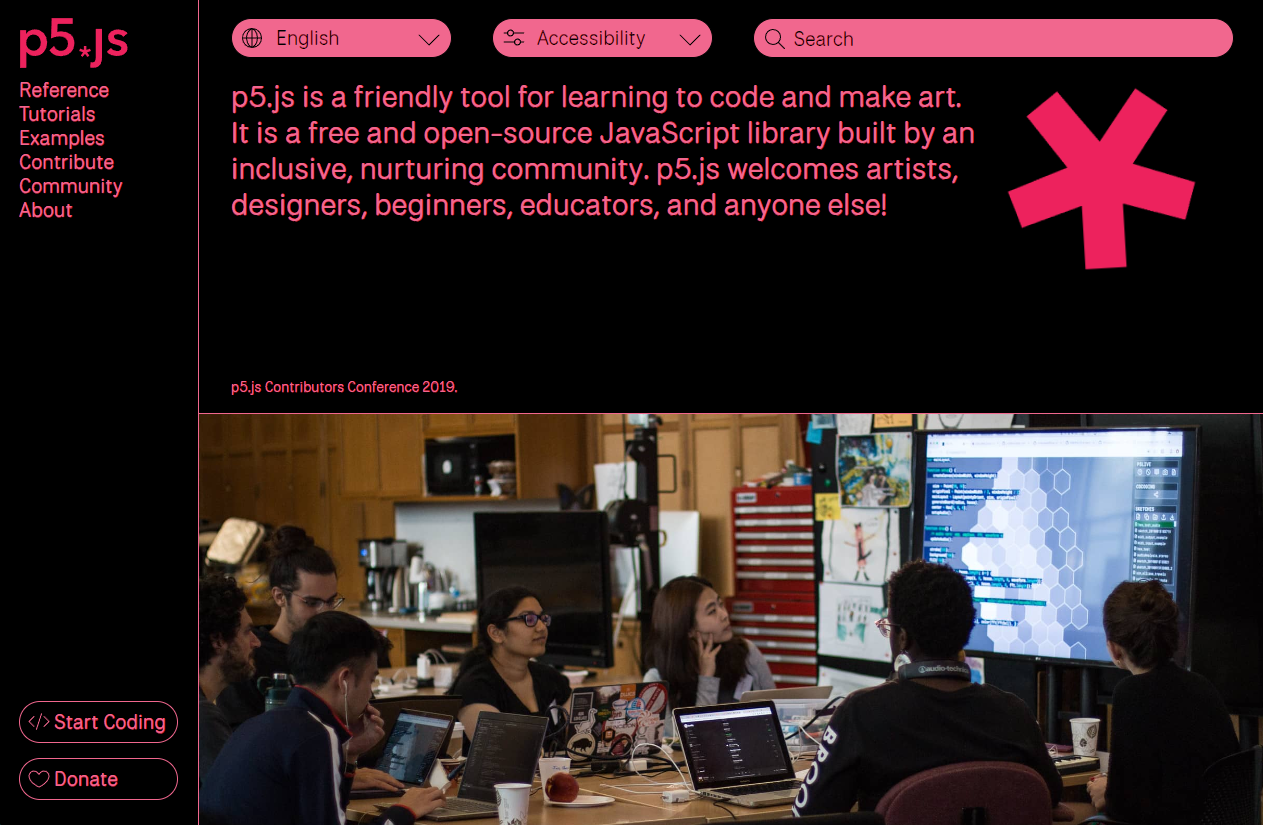 p5*js
Reference
Tutorials
Examples
Contribute
Community
About
Start Coding
Donate
English
Accessibility
Search
p5.js is a friendly tool for learning to code and make art.
It is a free and open-source JavaScript library built by an
inclusive, nurturing community. p5.js welcomes artists,
designers, beginners, educators, and anyone else!
p5.js Contributors Conference 2019.
audio-technica